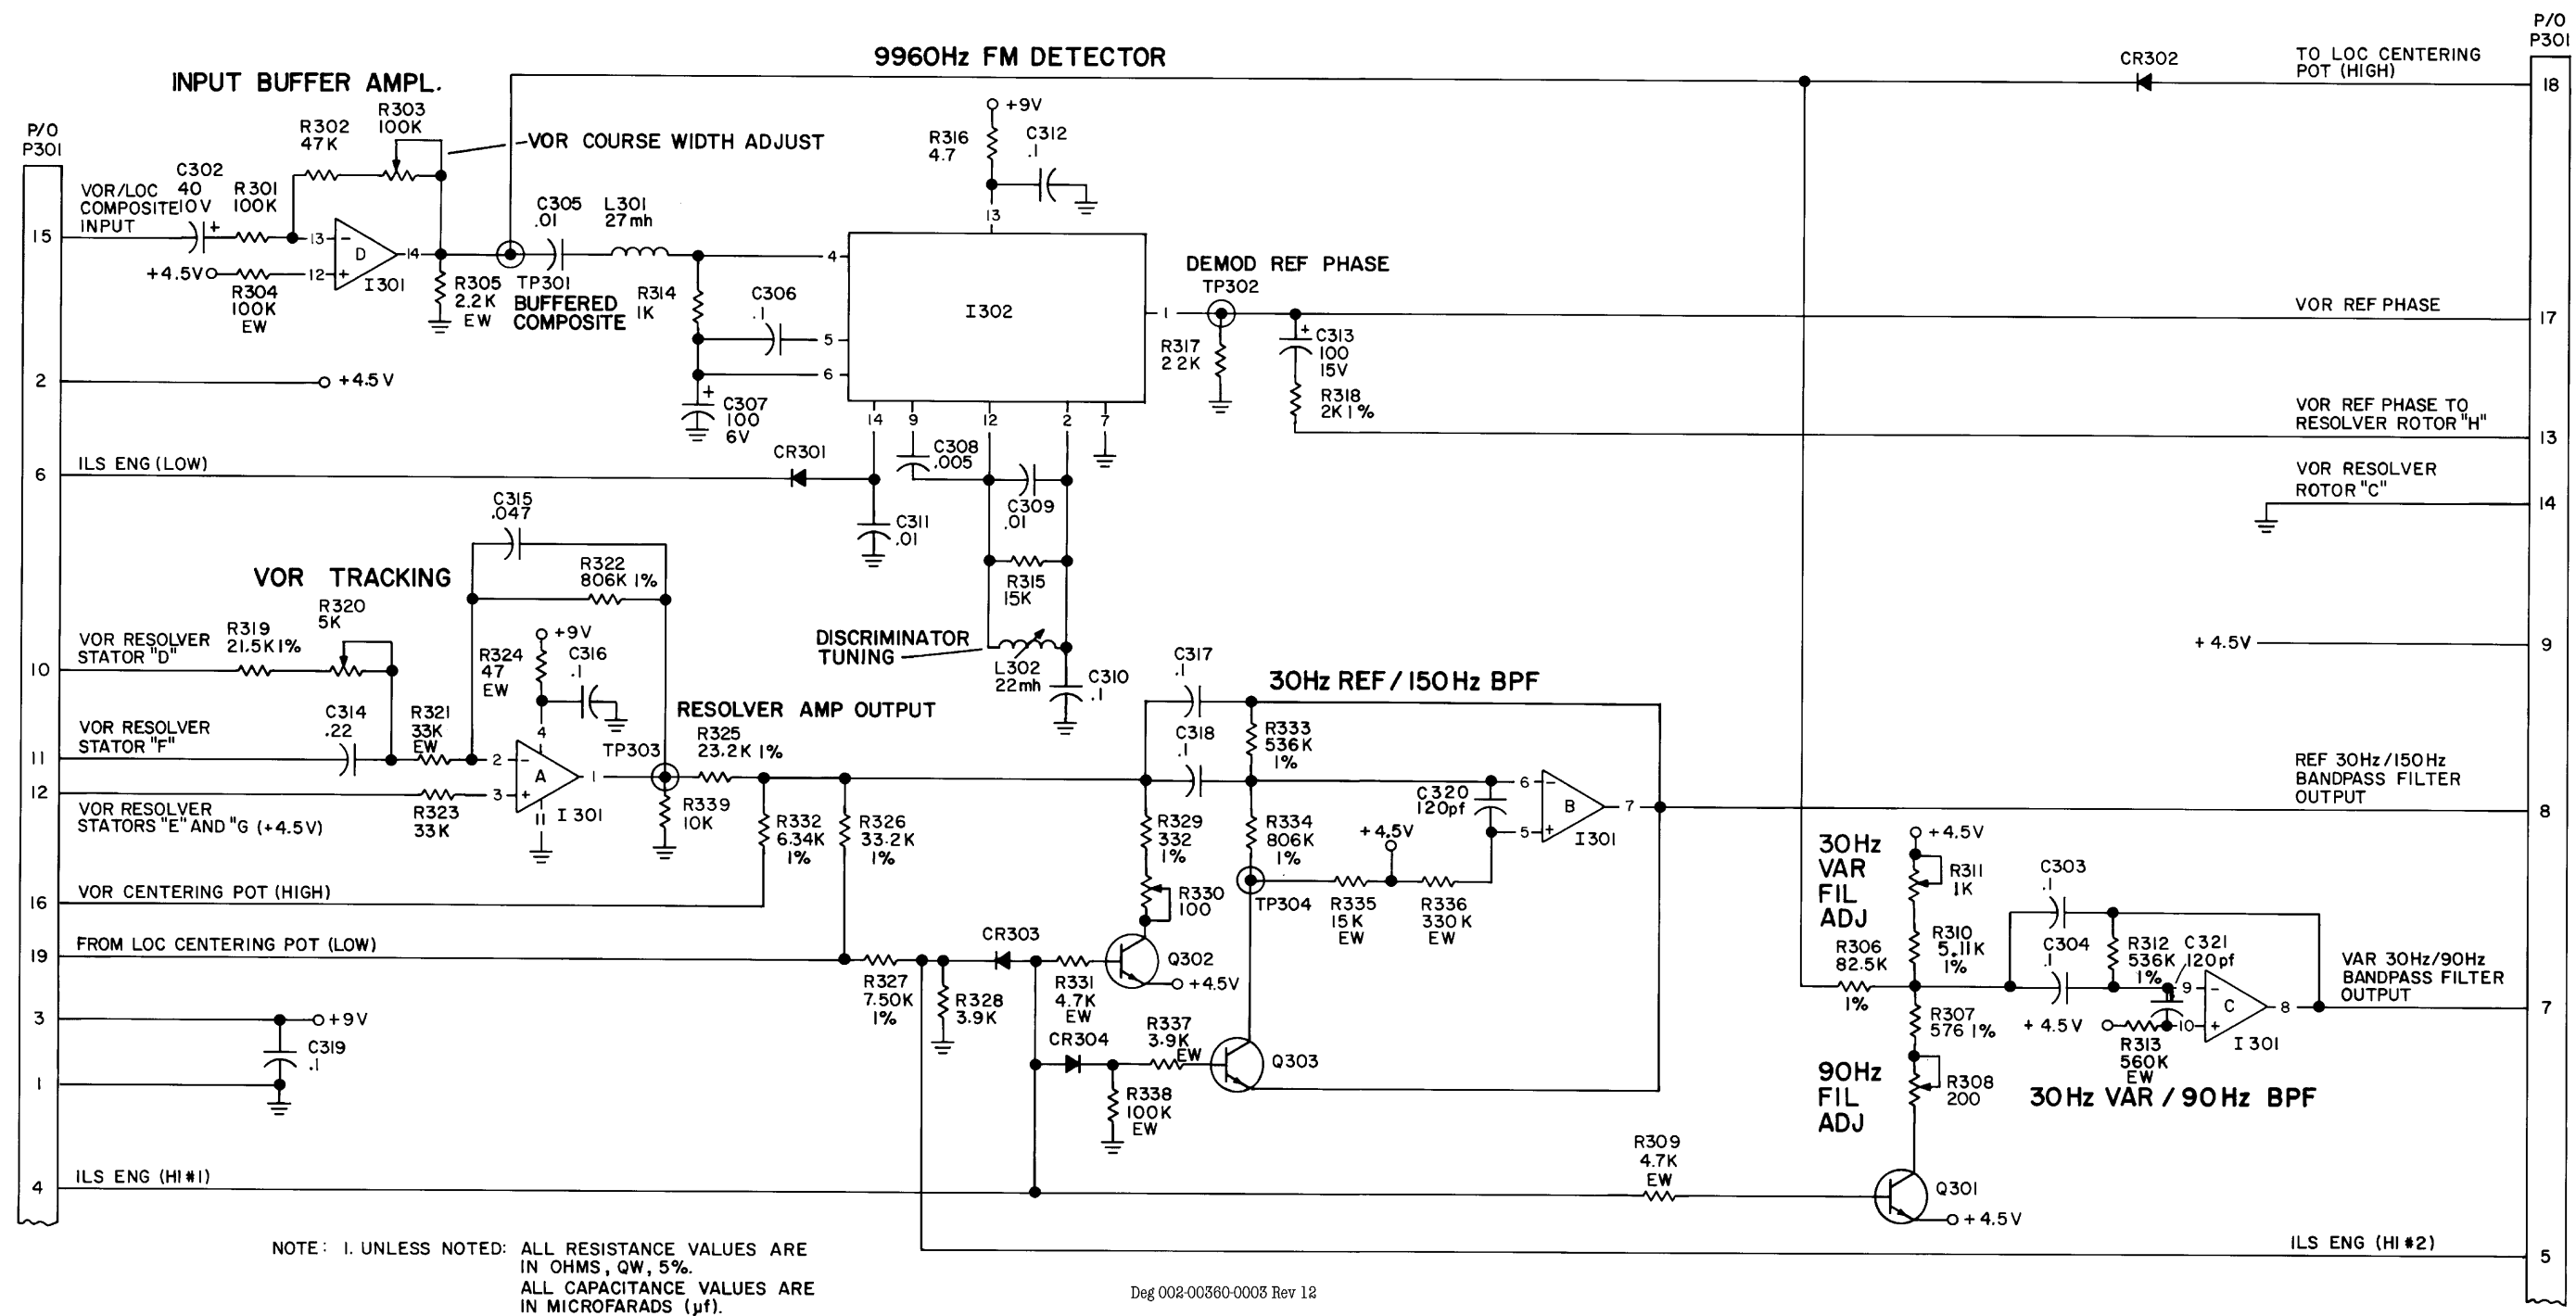 P/O
P301
9960Hz FM DETECTOR
INPUT BUFFER AMPL.
CR302
TO LOC CENTERING
POT (HIGH)
18
P/O
P301
R302
47K
R303
100K
VOR COURSE WIDTH ADJUST
C302
40
10V
R301
100K
VOR/LOC
COMPOSITE
INPUT
15
+
13
-
D
14
12
+
I301
+4.5V
R304
100K
EW
R305
2.2K
EW
TP301
BUFFERED
COMPOSITE
C305
.01
L301
27mh
R314
1K
C306
.1
+9V
R316
4.7
C312
.1
13
4
5
6
I302
1
14
9
12
2
7
DEMOD REF PHASE
TP302
R317
2.2K
+
C313
100
15V
R318
2K 1%
VOR REF PHASE
17
VOR REF PHASE TO
RESOLVER ROTOR "H"
13
VOR RESOLVER
ROTOR "C"
14
2
+4.5V
+
C307
100
6V
6
ILS ENG (LOW)
CR301
C308
.005
C309
.01
C311
.01
R315
15K
DISCRIMINATOR
TUNING
L302
22mh
C310
.1
C315
.047
R322
806K 1%
VOR TRACKING
R320
5K
R319
21.5K 1%
VOR RESOLVER
STATOR "D"
10
R324
47
EW
+9V
C316
.1
C314
.22
R321
33K
EW
VOR RESOLVER
STATOR "F"
11
12
VOR RESOLVER
STATORS "E" AND "G (+4.5V)
R323
33K
2
-
3
+
4
A
11
1
I301
TP303
RESOLVER AMP OUTPUT
R325
23.2K 1%
R339
10K
R332
6.34K
1%
R326
33.2K
1%
C317
.1
C318
.1
30Hz REF / 150 Hz BPF
R333
536K
1%
R334
806K
1%
R329
332
1%
R330
100
C320
120pf
+4.5V
6
-
5
+
B
7
I301
TP304
R335
15K
EW
R336
330K
EW
+ 4.5V
9
REF 30Hz/150Hz
BANDPASS FILTER
OUTPUT
8
VOR CENTERING POT (HIGH)
16
FROM LOC CENTERING POT (LOW)
19
CR303
R327
7.50K
1%
R328
3.9K
R331
4.7K
EW
Q302
+4.5V
R337
3.9K
EW
CR304
R338
100K
EW
Q303
3
+9V
C319
.1
1
30Hz
VAR
FIL
ADJ
+4.5V
R311
1K
R306
82.5K
1%
R310
5.11K
1%
R307
576 1%
C303
.1
C304
.1
R312
536K
1%
C321
120pf
+ 4.5V
R313
560K
EW
9
-
10
+
C
8
I301
VAR 30Hz/90Hz
BANDPASS FILTER
OUTPUT
7
90Hz
FIL
ADJ
R308
200
30Hz VAR / 90Hz BPF
4
ILS ENG (HI#1)
R309
4.7K
EW
Q301
+ 4.5V
ILS ENG (HI #2)
5
NOTE: 1. UNLESS NOTED: ALL RESISTANCE VALUES ARE
IN OHMS, QW, 5%.
ALL CAPACITANCE VALUES ARE
IN MICROFARADS (µf).
Deg 002-00360-0003 Rev 12